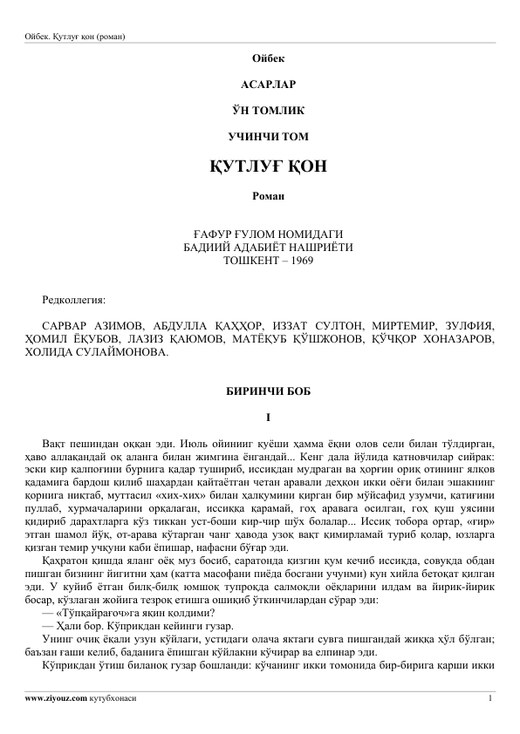 Ойбек. Қутлуғ қон (роман)
Ойбек
АСАРЛАР
ЎН ТОМЛИК
УЧИНЧИ ТОМ
ҚУТЛУҒ ҚОН
Роман
ҒАФУР ҒУЛОМ НОМИДАГИ
БАДИИЙ АДАБИЁТ НАШРИЁТИ
ТОШКЕНТ – 1969
Редколлегия:
САРВАР АЗИМОВ, АБДУЛЛА ҚАҲҲОР, ИЗЗАТ СУЛТОН, МИРТЕМИР, ЗУЛФИЯ,
ҲОМИЛ ЁҚУБОВ, ЛАЗИЗ ҚАЮМОВ, МАТЁҚУБ ҚЎШЖОНОВ, ҚЎЧҚОР ХОНАЗАРОВ,
ХОЛИДА СУЛАЙМОНОВА.
БИРИНЧИ БОБ
I
Вақт пешиндан оққан эди. Июль ойининг қуёши ҳамма ёқни олов сели билан тўлдирган,
ҳаво аллақандай оқ аланга билан жимгина ёнгандай... Кенг дала йўлида қатновчилар сийрак:
эски кир қалпоғини бурнига қадар тушириб, иссиқдан мудраган ва ҳорғин ориқ отининг ялқов
қадамига бардош қилиб шаҳардан қайтаётган четан аравали деҳқон икки оёғи билан эшакнинг
қорнига ниқтаб, муттасил «хих-хих» билан ҳалқумини қирган бир мўйсафид узумчи, қатиғини
пуллаб, хурмачаларини орқалаган, иссиққа қарамай, гоҳ аравага осилган, гоҳ қуш уясини
қидириб дарахтларга кўз тиккан уст-боши кир-чир шўх болалар... Иссиқ тобора ортар, «ғир»
этган шамол йўқ, от-арава кўтарган чанг ҳавода узоқ вақт қимирламай туриб қолар, юзларга
қизган темир учқуни каби ёпишар, нафасни бўғар эди.
Қаҳратон қишда яланг оёқ муз босиб, саратонда қизгин қум кечиб иссиқда, совуқда обдан
пишган бизнинг йигитни ҳам (катта масофани пиёда босгани учунми) кун хийла бетоқат қилган
эди. У куйиб ётган билқ-билқ юмшоқ тупроқда салмоқли оёқларини илдам ва йирик-йирик
босар, кўзлаган жойига тезроқ етишга ошиқиб ўткинчилардан сўрар эди:
— «Тўпқайрағоч»га яқин қолдими?
— Ҳали бор. Кўприкдан кейинги гузар.
Унинг очиқ ёқали узун кўйлаги, устидаги олача яктаги сувга пишгандай жиққа ҳўл бўлган;
баъзан ғаши келиб, баданига ёпишган кўйлакни кўчирар ва елпинар эди.
Кўприкдан ўтиш биланоқ гузар бошланди: кўчанинг икки томонида бир-бирига қарши икки
www.ziyouz.com кутубхонаси
1